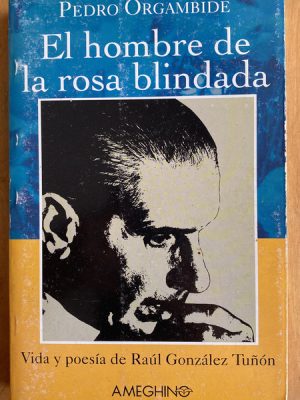 PEDRO ORGAMBIDE
El hombre de
la rosa blindada
Vida y poesía de Raúl González Tuñón
AMEGHINO